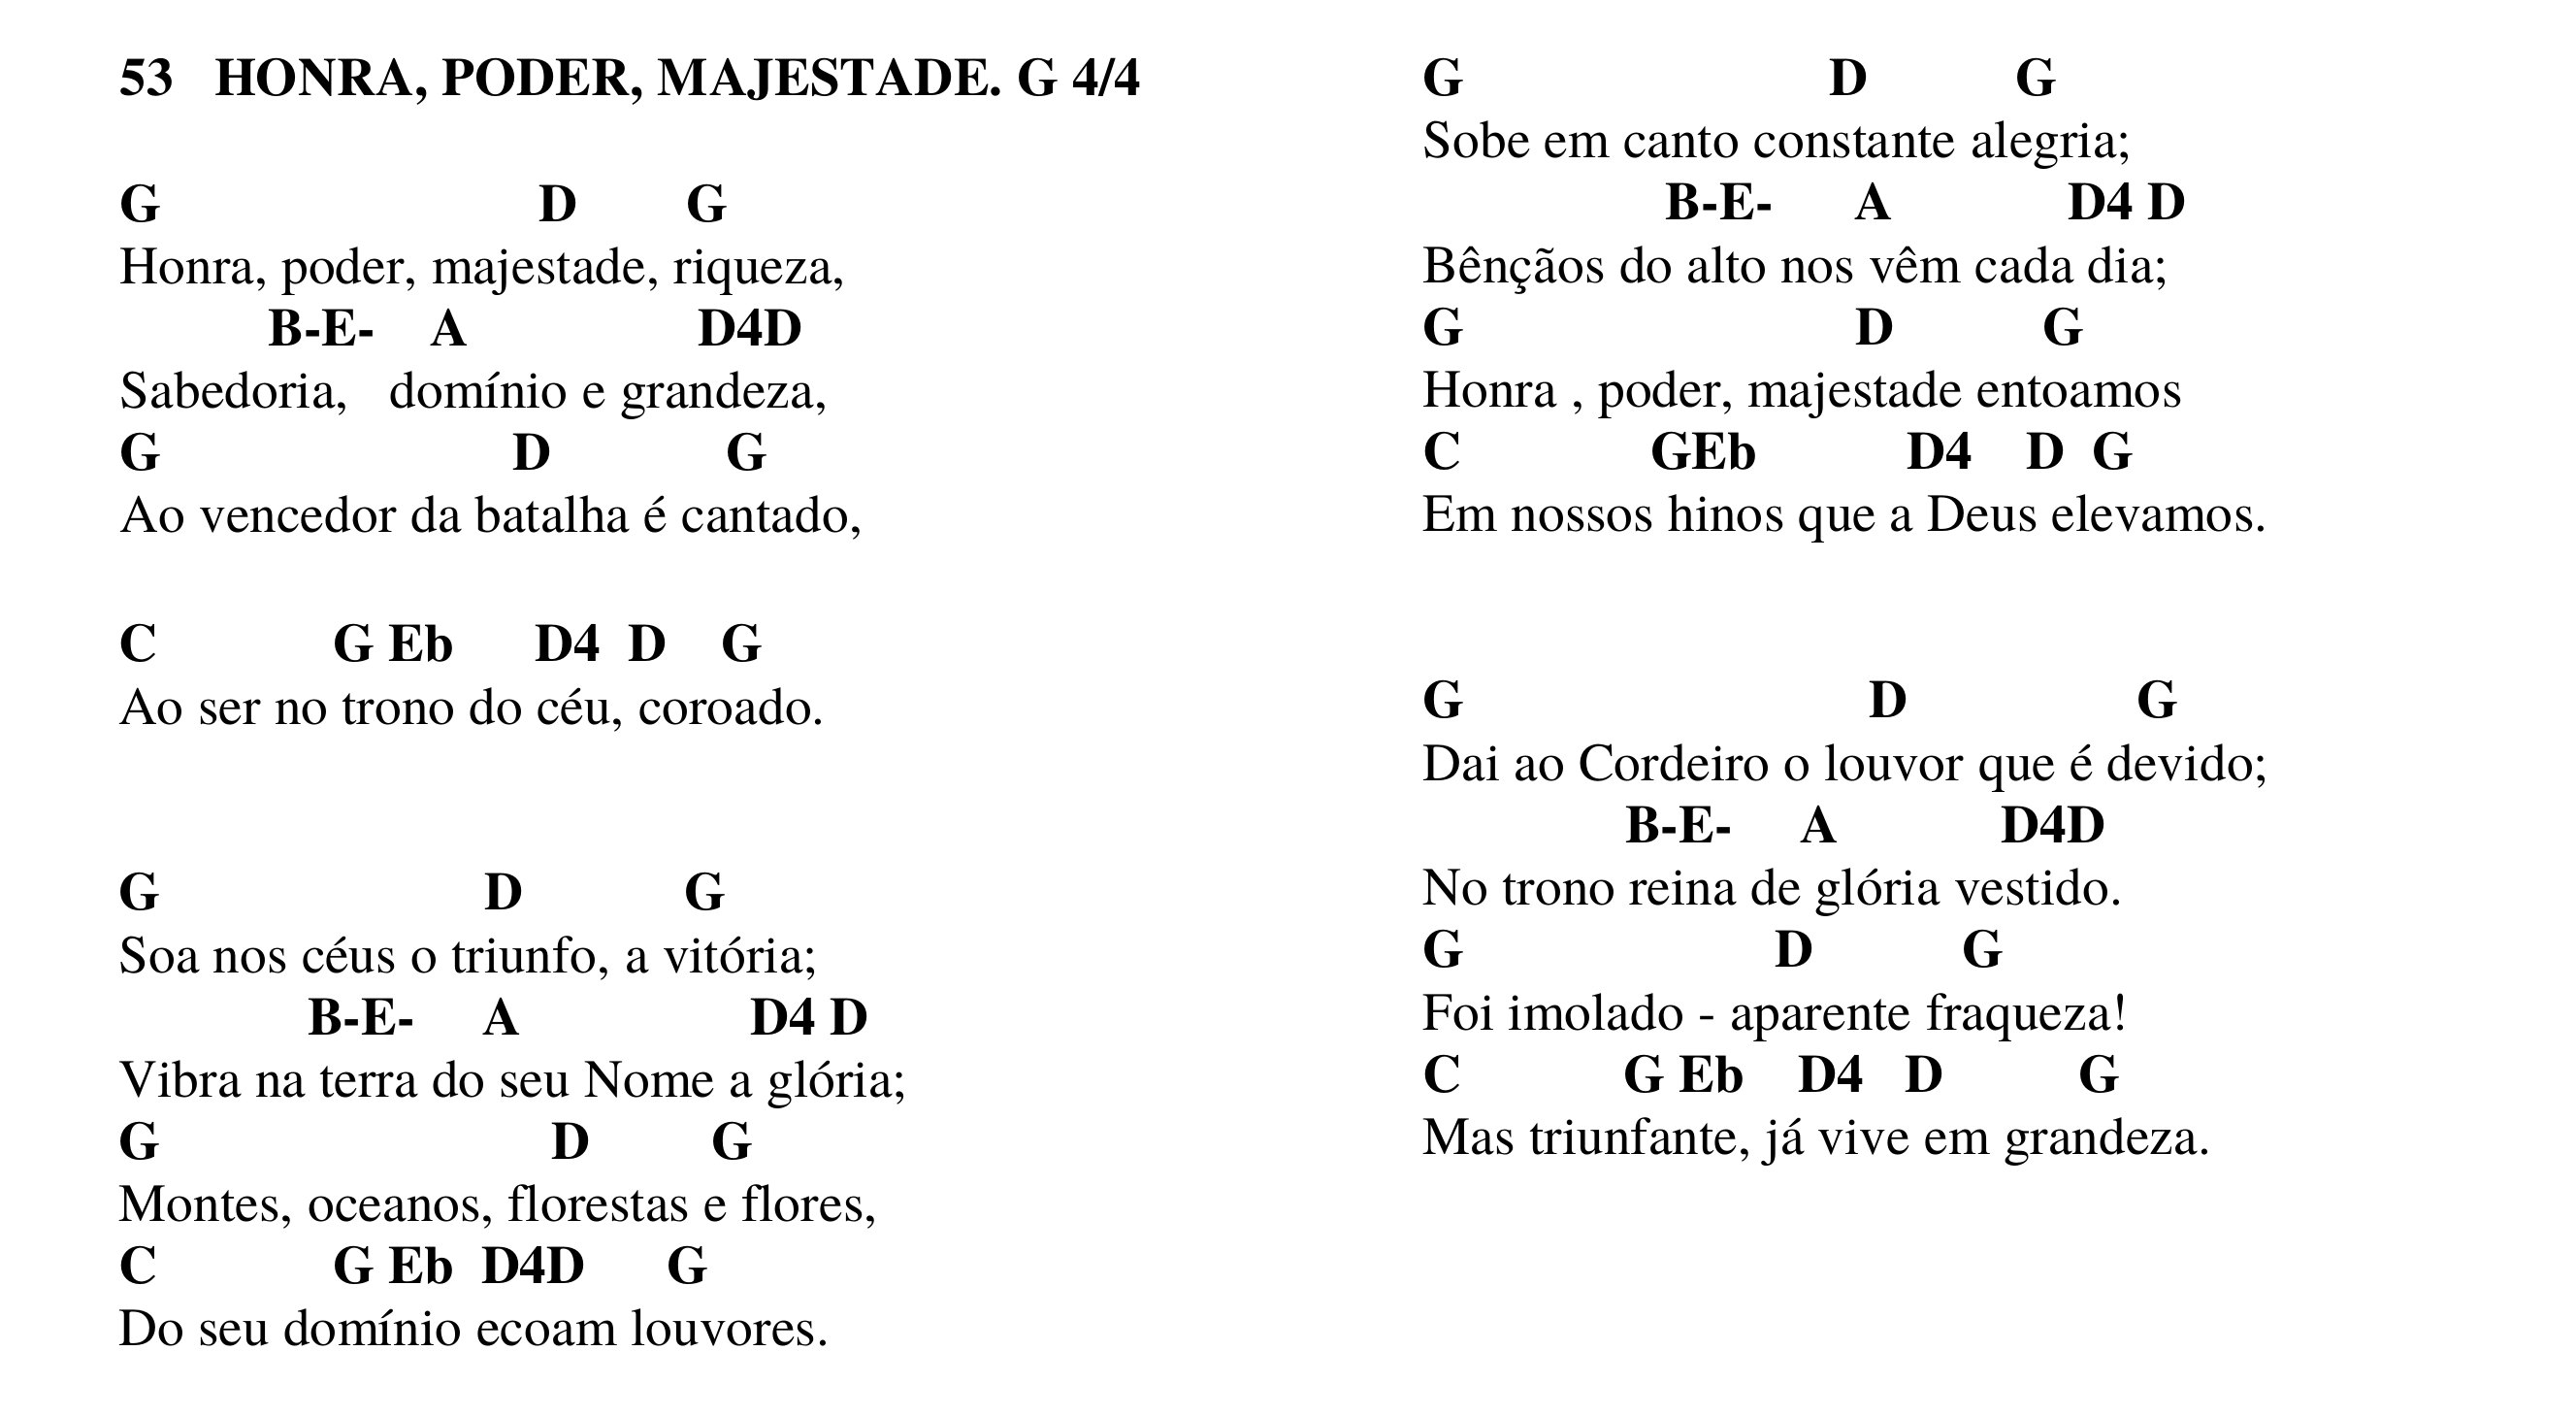 53   HONRA, PODER, MAJESTADE. G 4/4
G                           D        G
Honra, poder, majestade, riqueza,
           B-E-    A                 D4D
Sabedoria,   domínio e grandeza,
G                         D             G
Ao vencedor da batalha é cantado,
C             G Eb      D4  D    G
Ao ser no trono do céu, coroado.
G                        D            G
Soa nos céus o triunfo, a vitória;
              B-E-     A                 D4 D
Vibra na terra do seu Nome a glória;
G                             D         G
Montes, oceanos, florestas e flores,
C             G Eb  D4D      G
Do seu domínio ecoam louvores.
G                           D           G
Sobe em canto constante alegria;
                  B-E-      A             D4 D
Bênçãos do alto nos vêm cada dia;
G                             D           G
Honra , poder, majestade entoamos
C              GEb           D4    D  G
Em nossos hinos que a Deus elevamos.
G                              D                 G
Dai ao Cordeiro o louvor que é devido;
               B-E-     A            D4D
No trono reina de glória vestido.
G                       D           G
Foi imolado - aparente fraqueza!
C            G Eb    D4   D          G
Mas triunfante, já vive em grandeza.